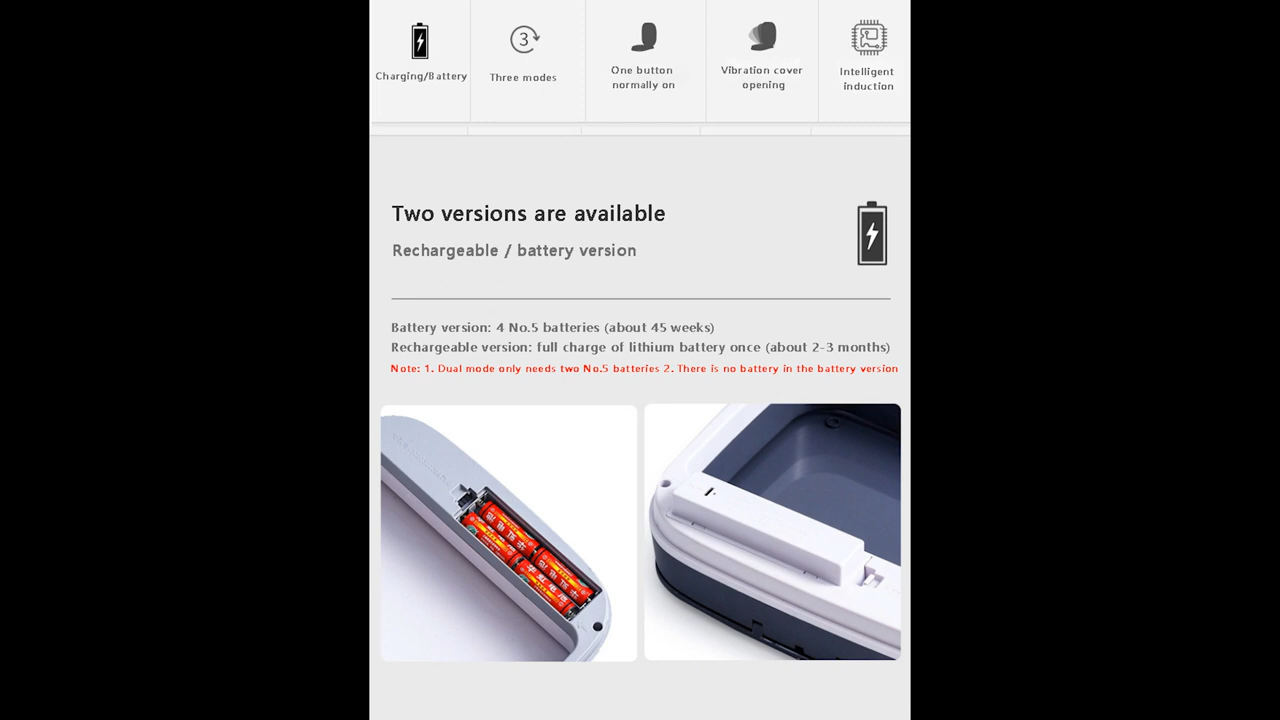 Charging/Battery
3
Three modes
One button
normally on
Vibration cover
opening
Intelligent
induction
Two versions are available
Rechargeable / battery version
Battery version: 4 No.5 batteries (about 45 weeks)
Rechargeable version: full charge of lithium battery once (about 2-3 months)
Note: 1. Dual mode only needs two No.5 batteries 2. There is no battery in the battery version